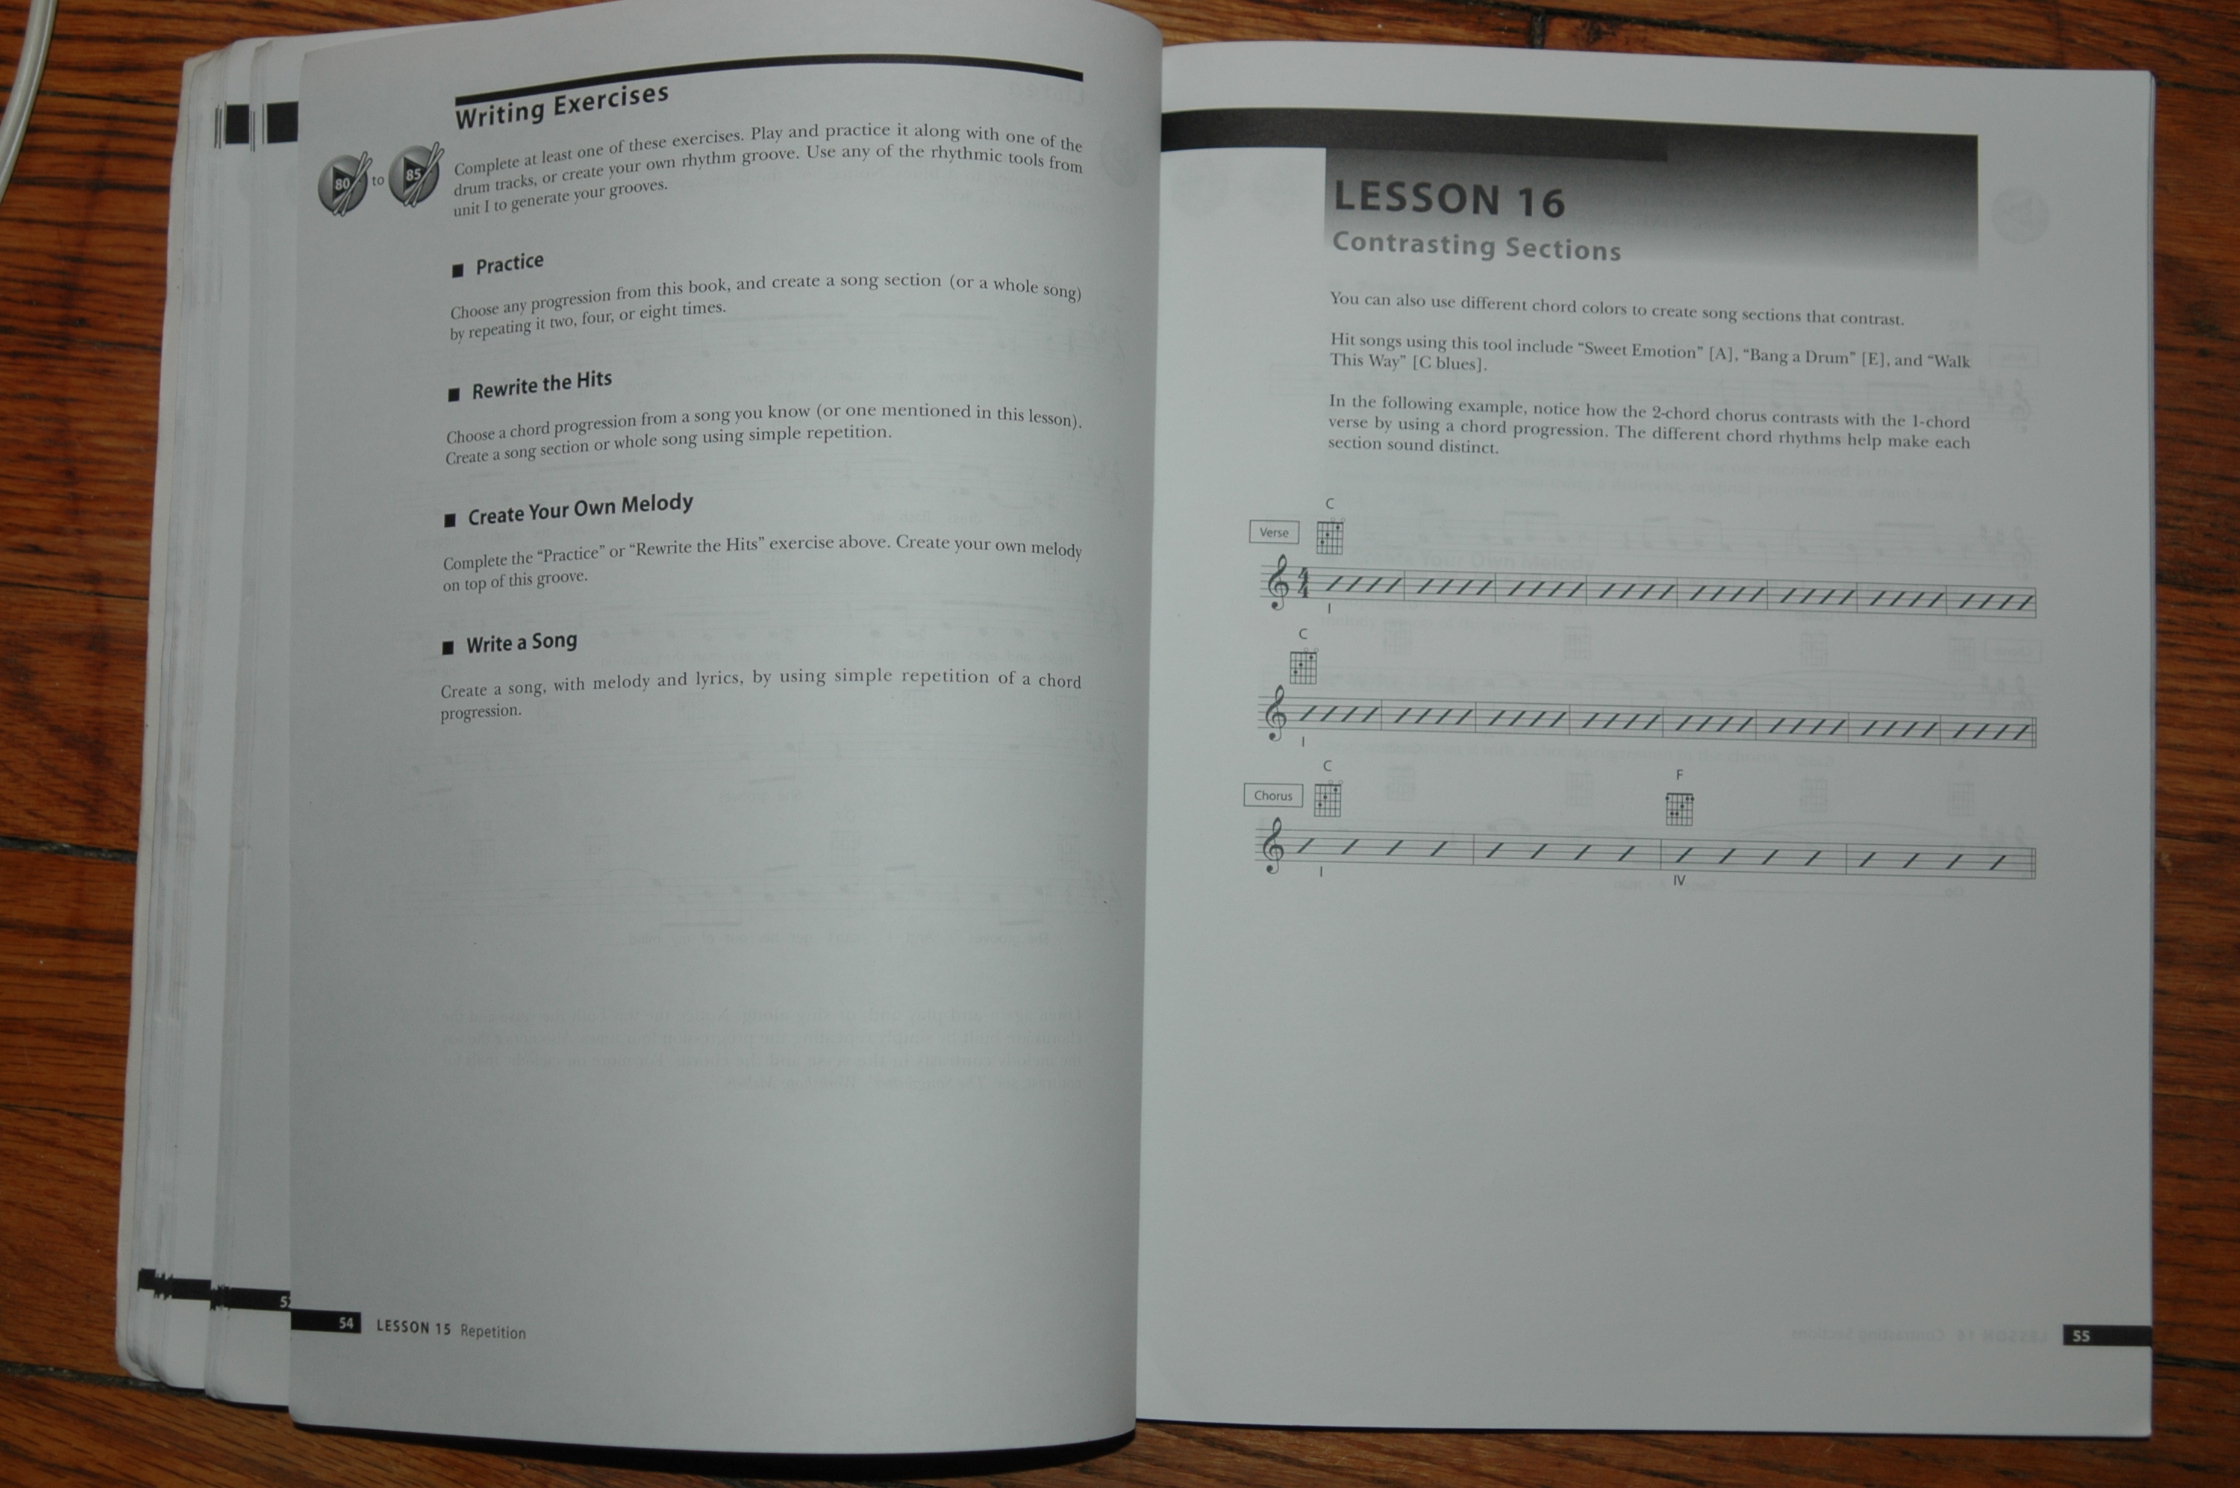 Writing Exercises
80 to 85
Complete at least one of these exercises. Play and practice it along with one of the
drum tracks, or create your own rhythm groove. Use any of the rhythmic tools from
unit I to generate your grooves.
■ Practice
Choose any progression from this book, and create a song section (or a whole song)
by repeating it two, four, or eight times.
■ Rewrite the Hits
Choose a chord progression from a song you know (or one mentioned in this lesson).
Create a song section or whole song using simple repetition.
■ Create Your Own Melody
Complete the "Practice" or "Rewrite the Hits" exercise above. Create your own melody
on top of this groove.
■ Write a Song
Create a song, with melody and lyrics, by using simple repetition of a chord
progression.
54 LESSON 15 Repetition
LESSON 16
Contrasting Sections
You can also use different chord colors to create song sections that contrast.
Hit songs using this tool include "Sweet Emotion" [A], "Bang a Drum" [E], and "Walk
This Way" [C blues].
In the following example, notice how the 2-chord chorus contrasts with the 1-chord
verse by using a chord progression. The different chord rhythms help make each
section sound distinct.
C
Verse
4
4
I
C
I
C F
Chorus
I IV
55